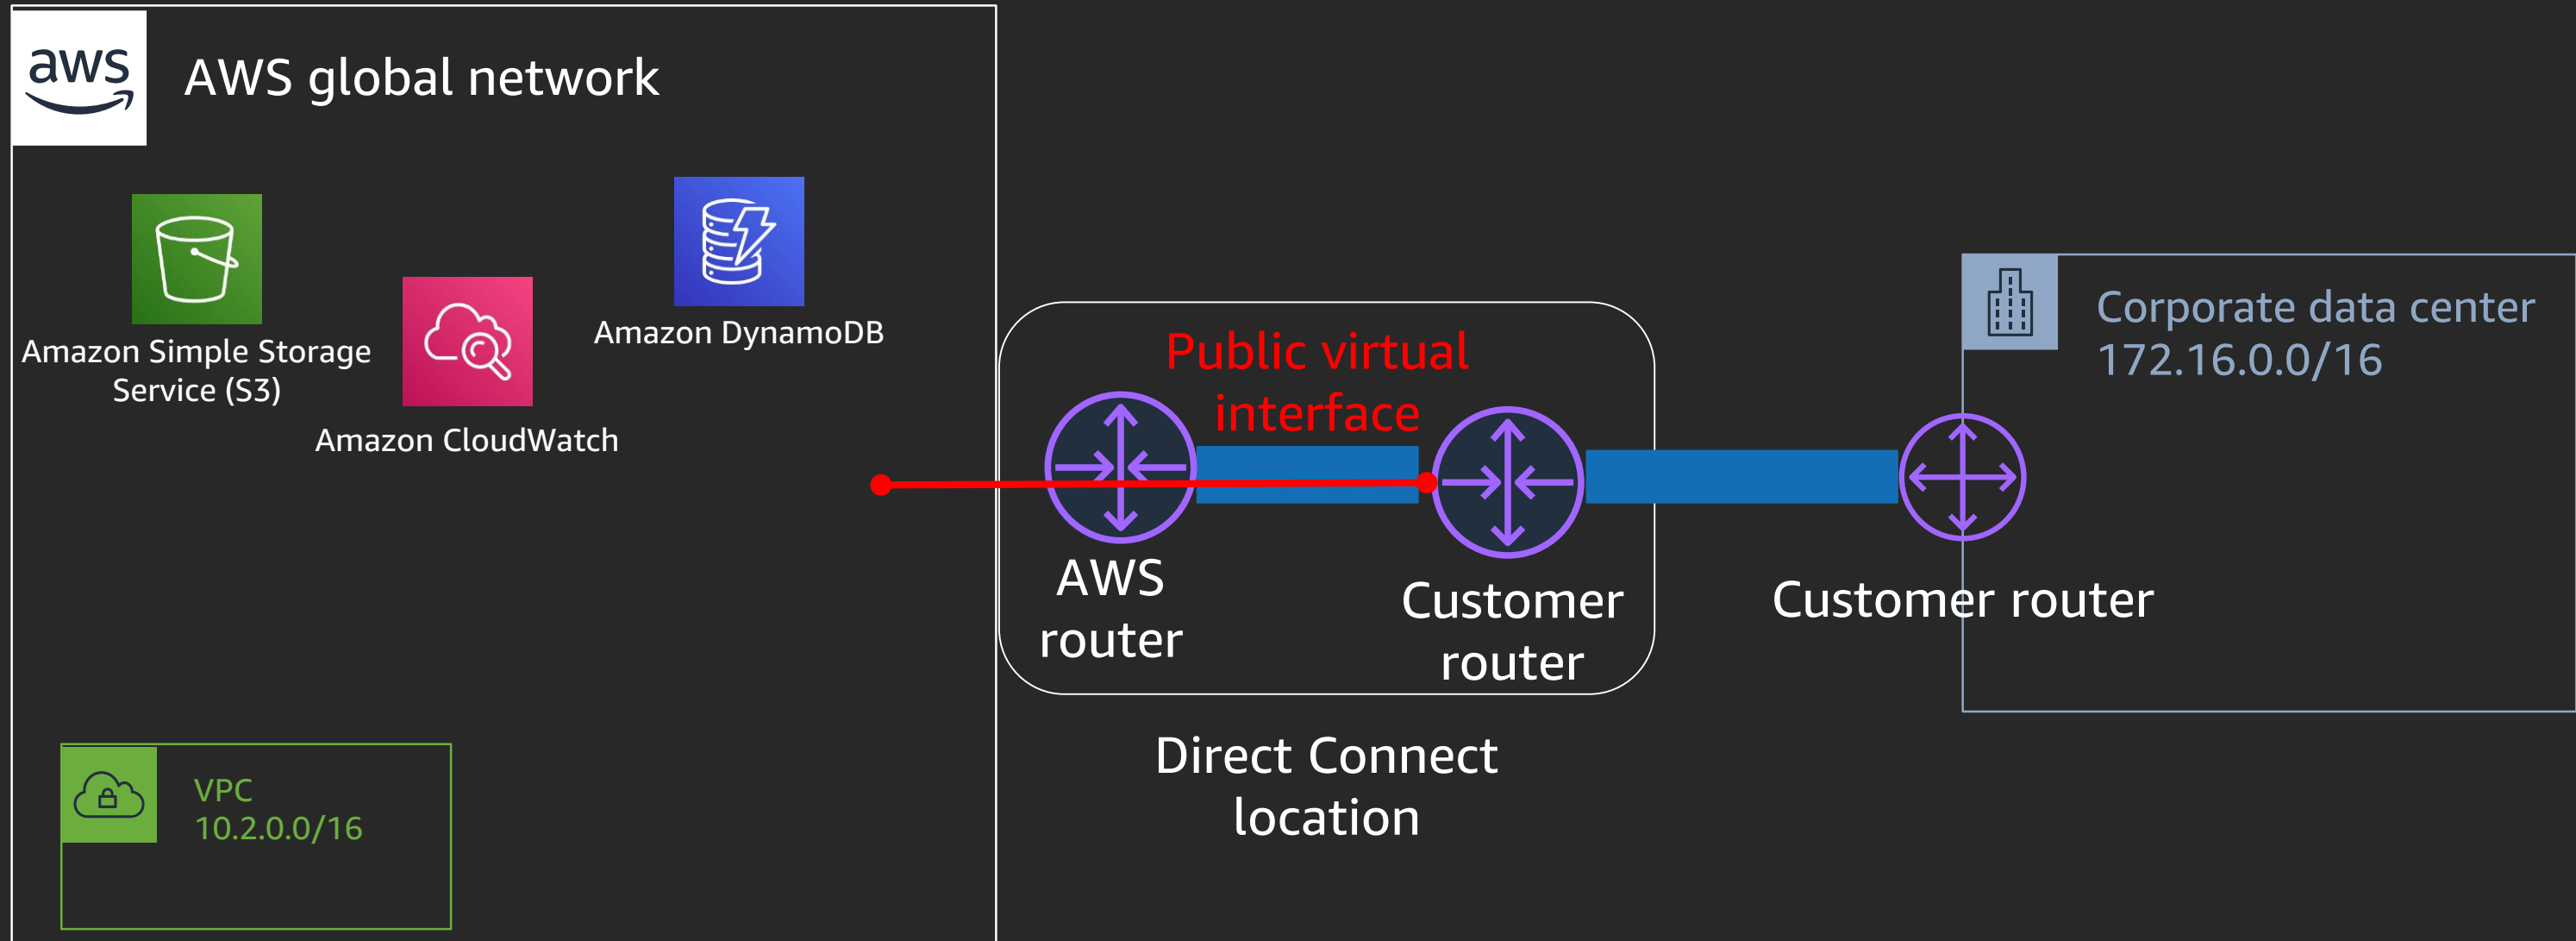 aws
AWS global network
Amazon Simple Storage
Service (S3)
Amazon CloudWatch
Amazon DynamoDB
VPC
10.2.0.0/16
Public virtual
interface
AWS
router
Customer
router
Direct Connect
location
Customer router
Corporate data center
172.16.0.0/16